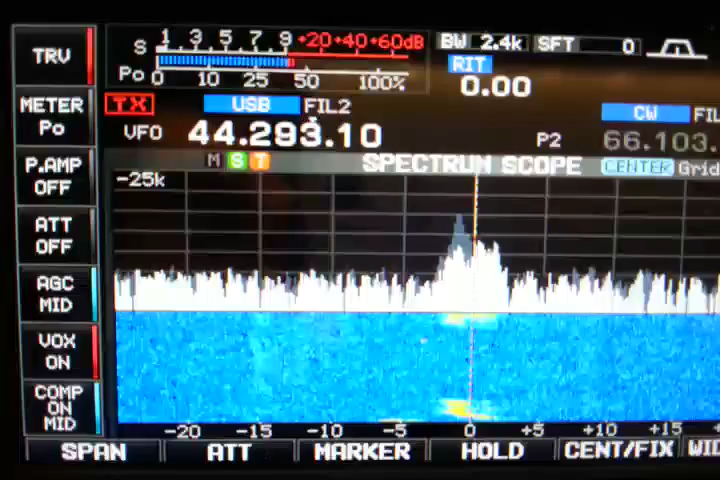 TRV
METER
Po
P.AMP
OFF
ATT
OFF
AGC
MID
VOX
ON
COMP
ON
MID
S 1 3 5 7 9 +20+40+60dB
Po 0 10 25 50 100%
BW 2.4k SFT 0
RIT
0.00
TX USB FIL2
VFO 44.293.10
CW FIL
P2 66.103.
M S T SPECTRUM SCOPE CENTER Grid
-25k
-20 -15 -10 -5 0 +5 +10 +15
SPAN ATT MARKER HOLD CENT/FIX WID